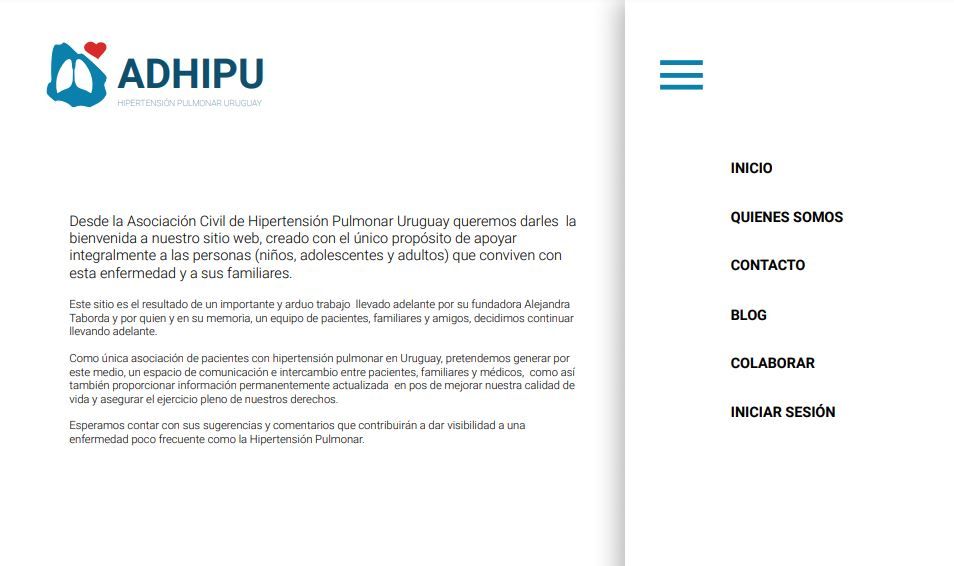 ADHIPU
HIPERTENSIÓN PULMONAR URUGUAY
Desde la Asociación Civil de Hipertensión Pulmonar Uruguay queremos darles  la
bienvenida a nuestro sitio web, creado con el único propósito de apoyar
integralmente a las personas (niños, adolescentes y adultos) que conviven con
esta enfermedad y a sus familiares.
Este sitio es el resultado de un importante y arduo trabajo  llevado adelante por su fundadora Alejandra
Taborda y por quien y en su memoria, un equipo de pacientes, familiares y amigos, decidimos continuar
llevando adelante.
Como única asociación de pacientes con hipertensión pulmonar en Uruguay, pretendemos generar por
este medio, un espacio de comunicación e intercambio entre pacientes, familiares y médicos,  como así
también proporcionar información permanentemente actualizada  en pos de mejorar nuestra calidad de
vida y asegurar el ejercicio pleno de nuestros derechos.
Esperamos contar con sus sugerencias y comentarios que contribuirán a dar visibilidad a una
enfermedad poco frecuente como la Hipertensión Pulmonar.
INICIO
QUIENES SOMOS
CONTACTO
BLOG
COLABORAR
INICIAR SESIÓN